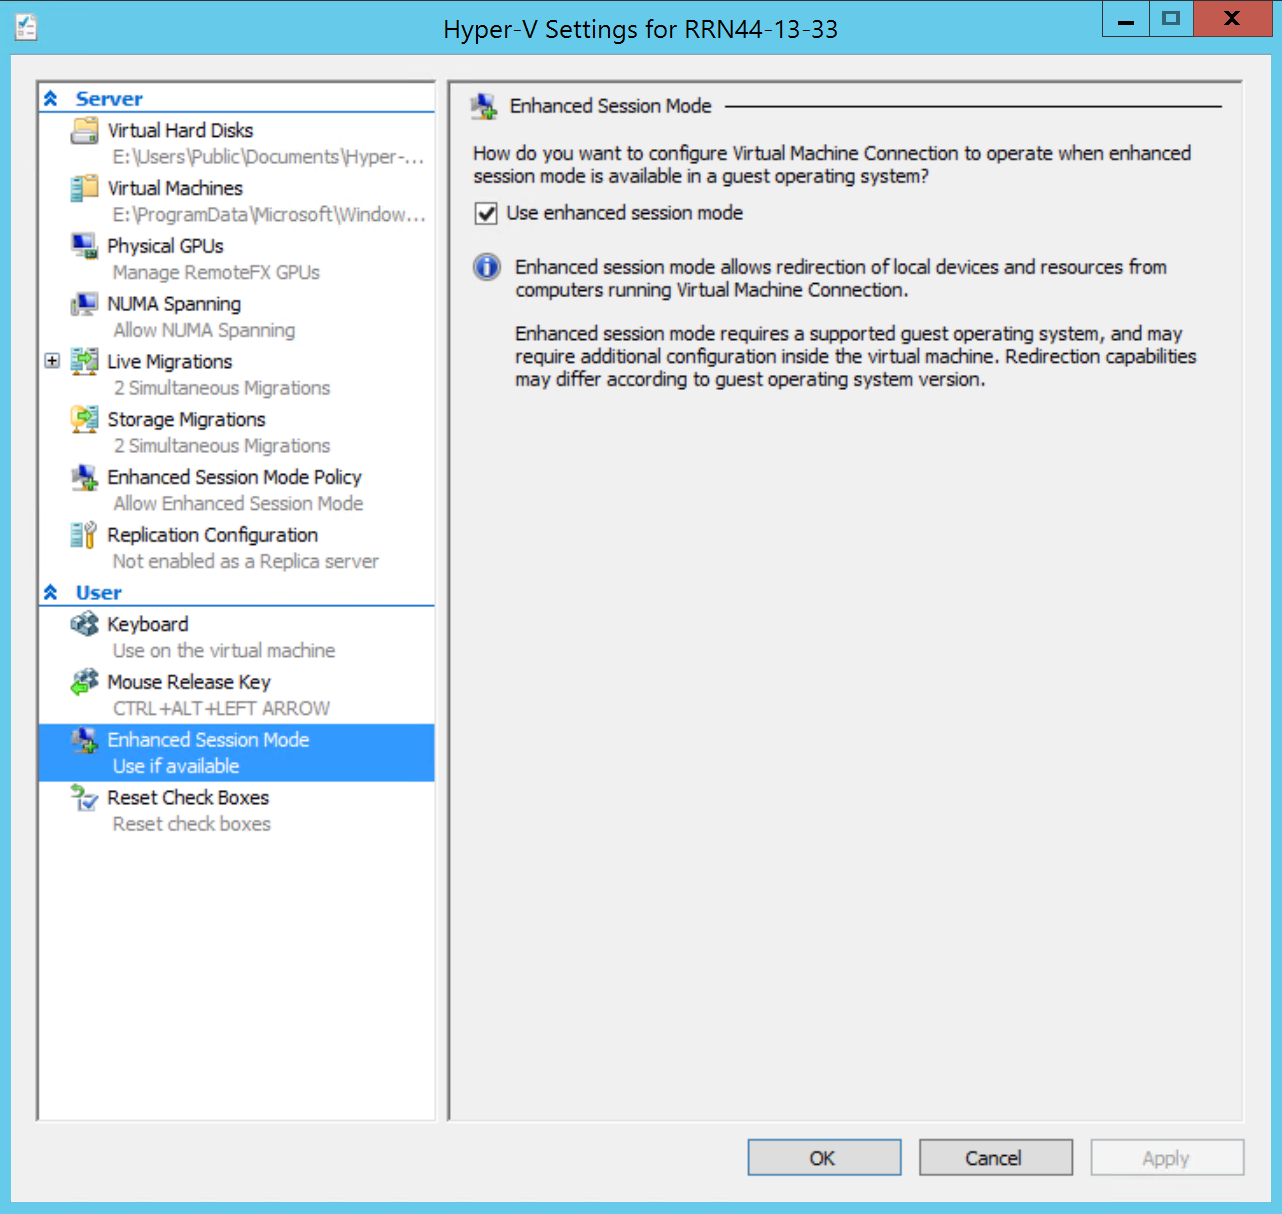 Hyper-V Settings for RRN44-13-33
Server
Virtual Hard Disks
E:\Users\Public\Documents\Hyper-...
Virtual Machines
E:\ProgramData\Microsoft\Window...
Physical GPUs
Manage RemoteFX GPUs
NUMA Spanning
Allow NUMA Spanning
Live Migrations
2 Simultaneous Migrations
Storage Migrations
2 Simultaneous Migrations
Enhanced Session Mode Policy
Allow Enhanced Session Mode
Replication Configuration
Not enabled as a Replica server
User
Keyboard
Use on the virtual machine
Mouse Release Key
CTRL+ALT+LEFT ARROW
Enhanced Session Mode
Use if available
Reset Check Boxes
Reset check boxes
Enhanced Session Mode
How do you want to configure Virtual Machine Connection to operate when enhanced
session mode is available in a guest operating system?
Use enhanced session mode
Enhanced session mode allows redirection of local devices and resources from
computers running Virtual Machine Connection.
Enhanced session mode requires a supported guest operating system, and may
require additional configuration inside the virtual machine. Redirection capabilities
may differ according to guest operating system version.
OK
Cancel
Apply